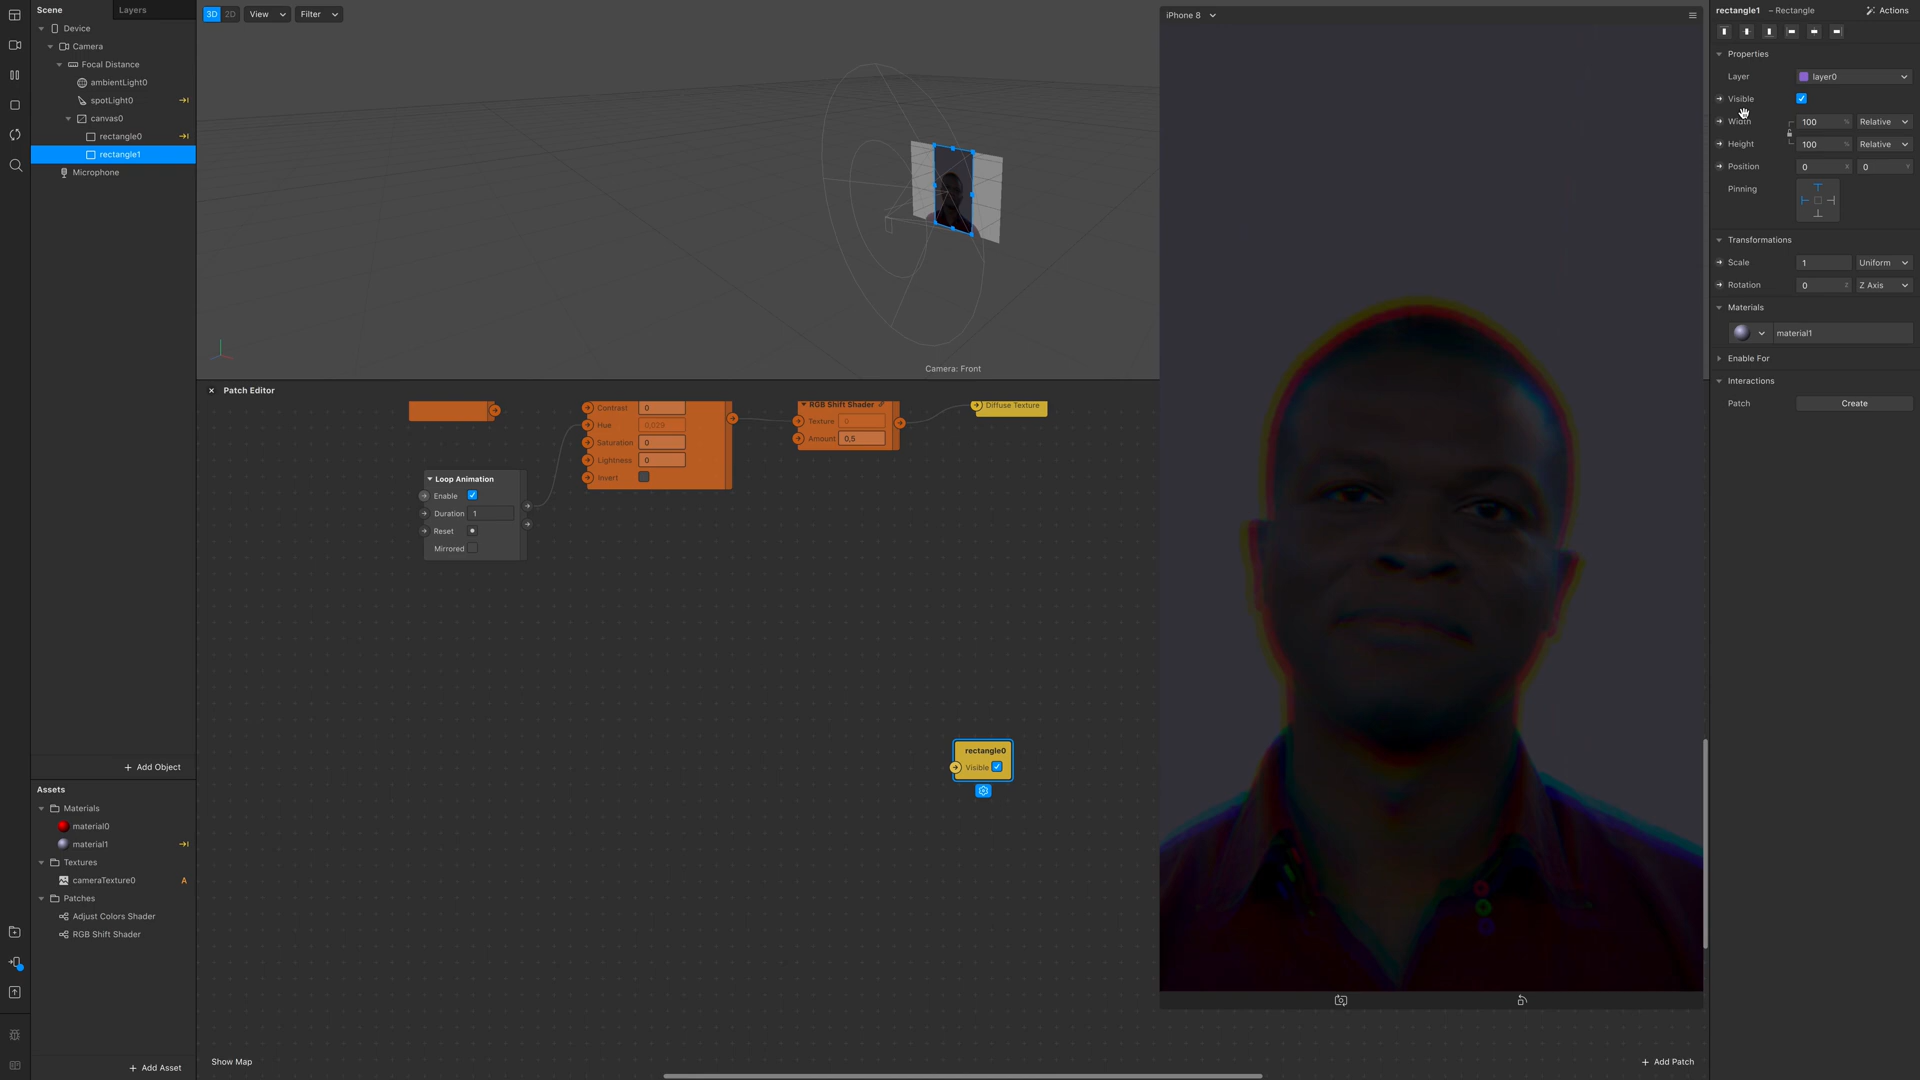 Scene
Layers
Device
Camera
Focal Distance
ambientLight0
spotLight0
canvas0
rectangle0
rectangle1
Microphone
+ Add Object
Assets
Materials
material0
material1
Textures
cameraTexture0 A
Patches
Adjust Colors Shader
RGB Shift Shader
+ Add Asset
3D 2D View Filter
Camera: Front
× Patch Editor
Contrast 0
Hue 0,029
Saturation 0
Lightness 0
Invert
RGB Shift Shader
Texture 0
Amount 0,5
Diffuse Texture
Loop Animation
Enable
Duration 1
Reset
Mirrored
rectangle0
Visible
Show Map
+ Add Patch
iPhone 8
rectangle1 – Rectangle
Actions
Properties
Layer layer0
Visible
Width 100 % Relative
Height 100 % Relative
Position 0 X 0 Y
Pinning
Transformations
Scale 1 Uniform
Rotation 0 Z Z Axis
Materials
material1
Enable For
Interactions
Patch Create